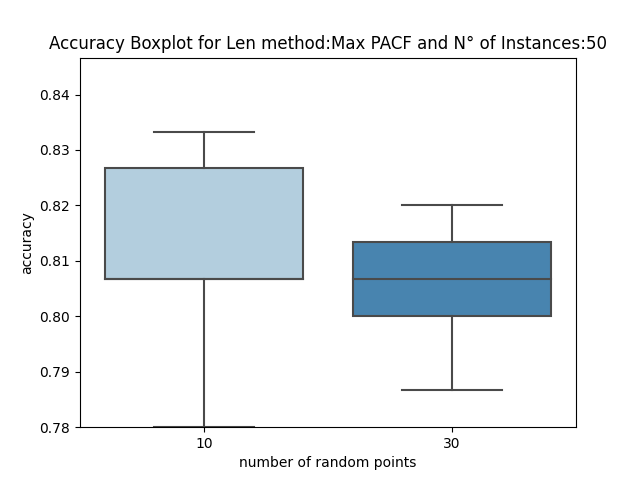 Accuracy Boxplot for Len method:Max PACF and N° of Instances:50
0.84
0.83
0.82
0.81
0.80
0.79
0.78
accuracy
10 30
number of random points